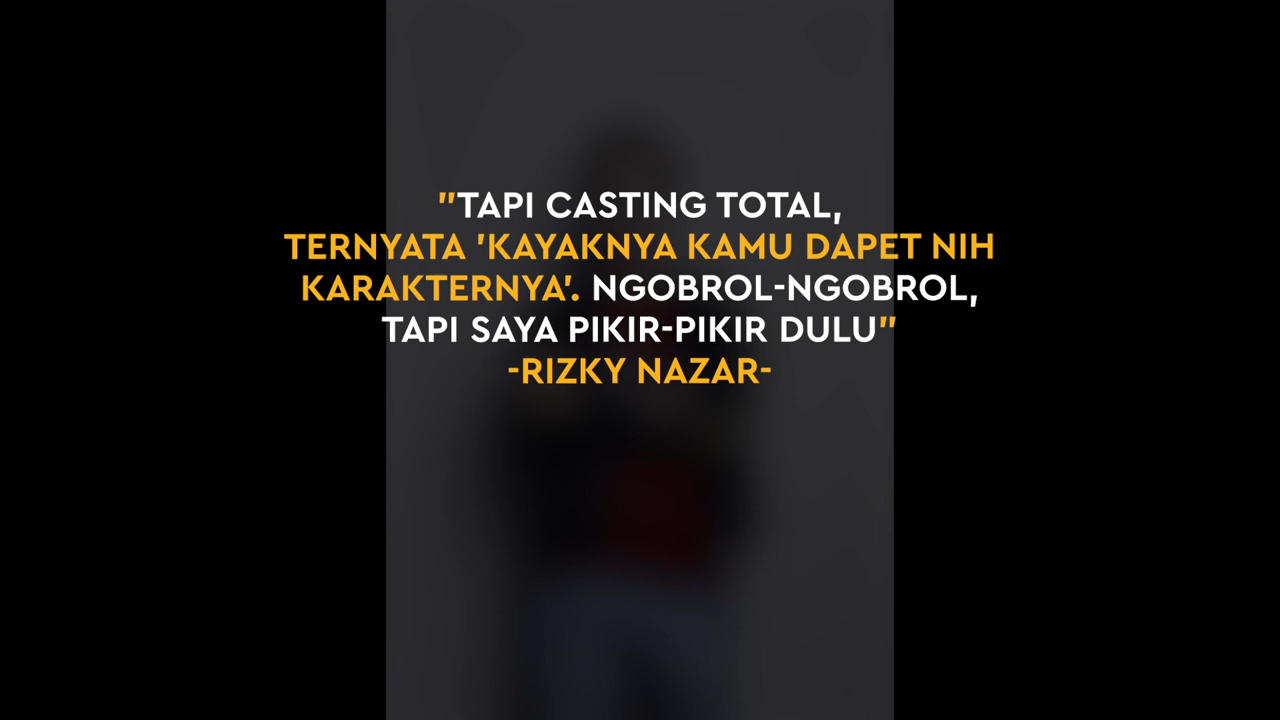 "TAPI CASTING TOTAL,
TERNYATA 'KAYAKNYA KAMU DAPET NIH
KARAKTERNYA'. NGOBROL-NGOBROL,
TAPI SAYA PIKIR-PIKIR DULU"
-RIZKY NAZAR-